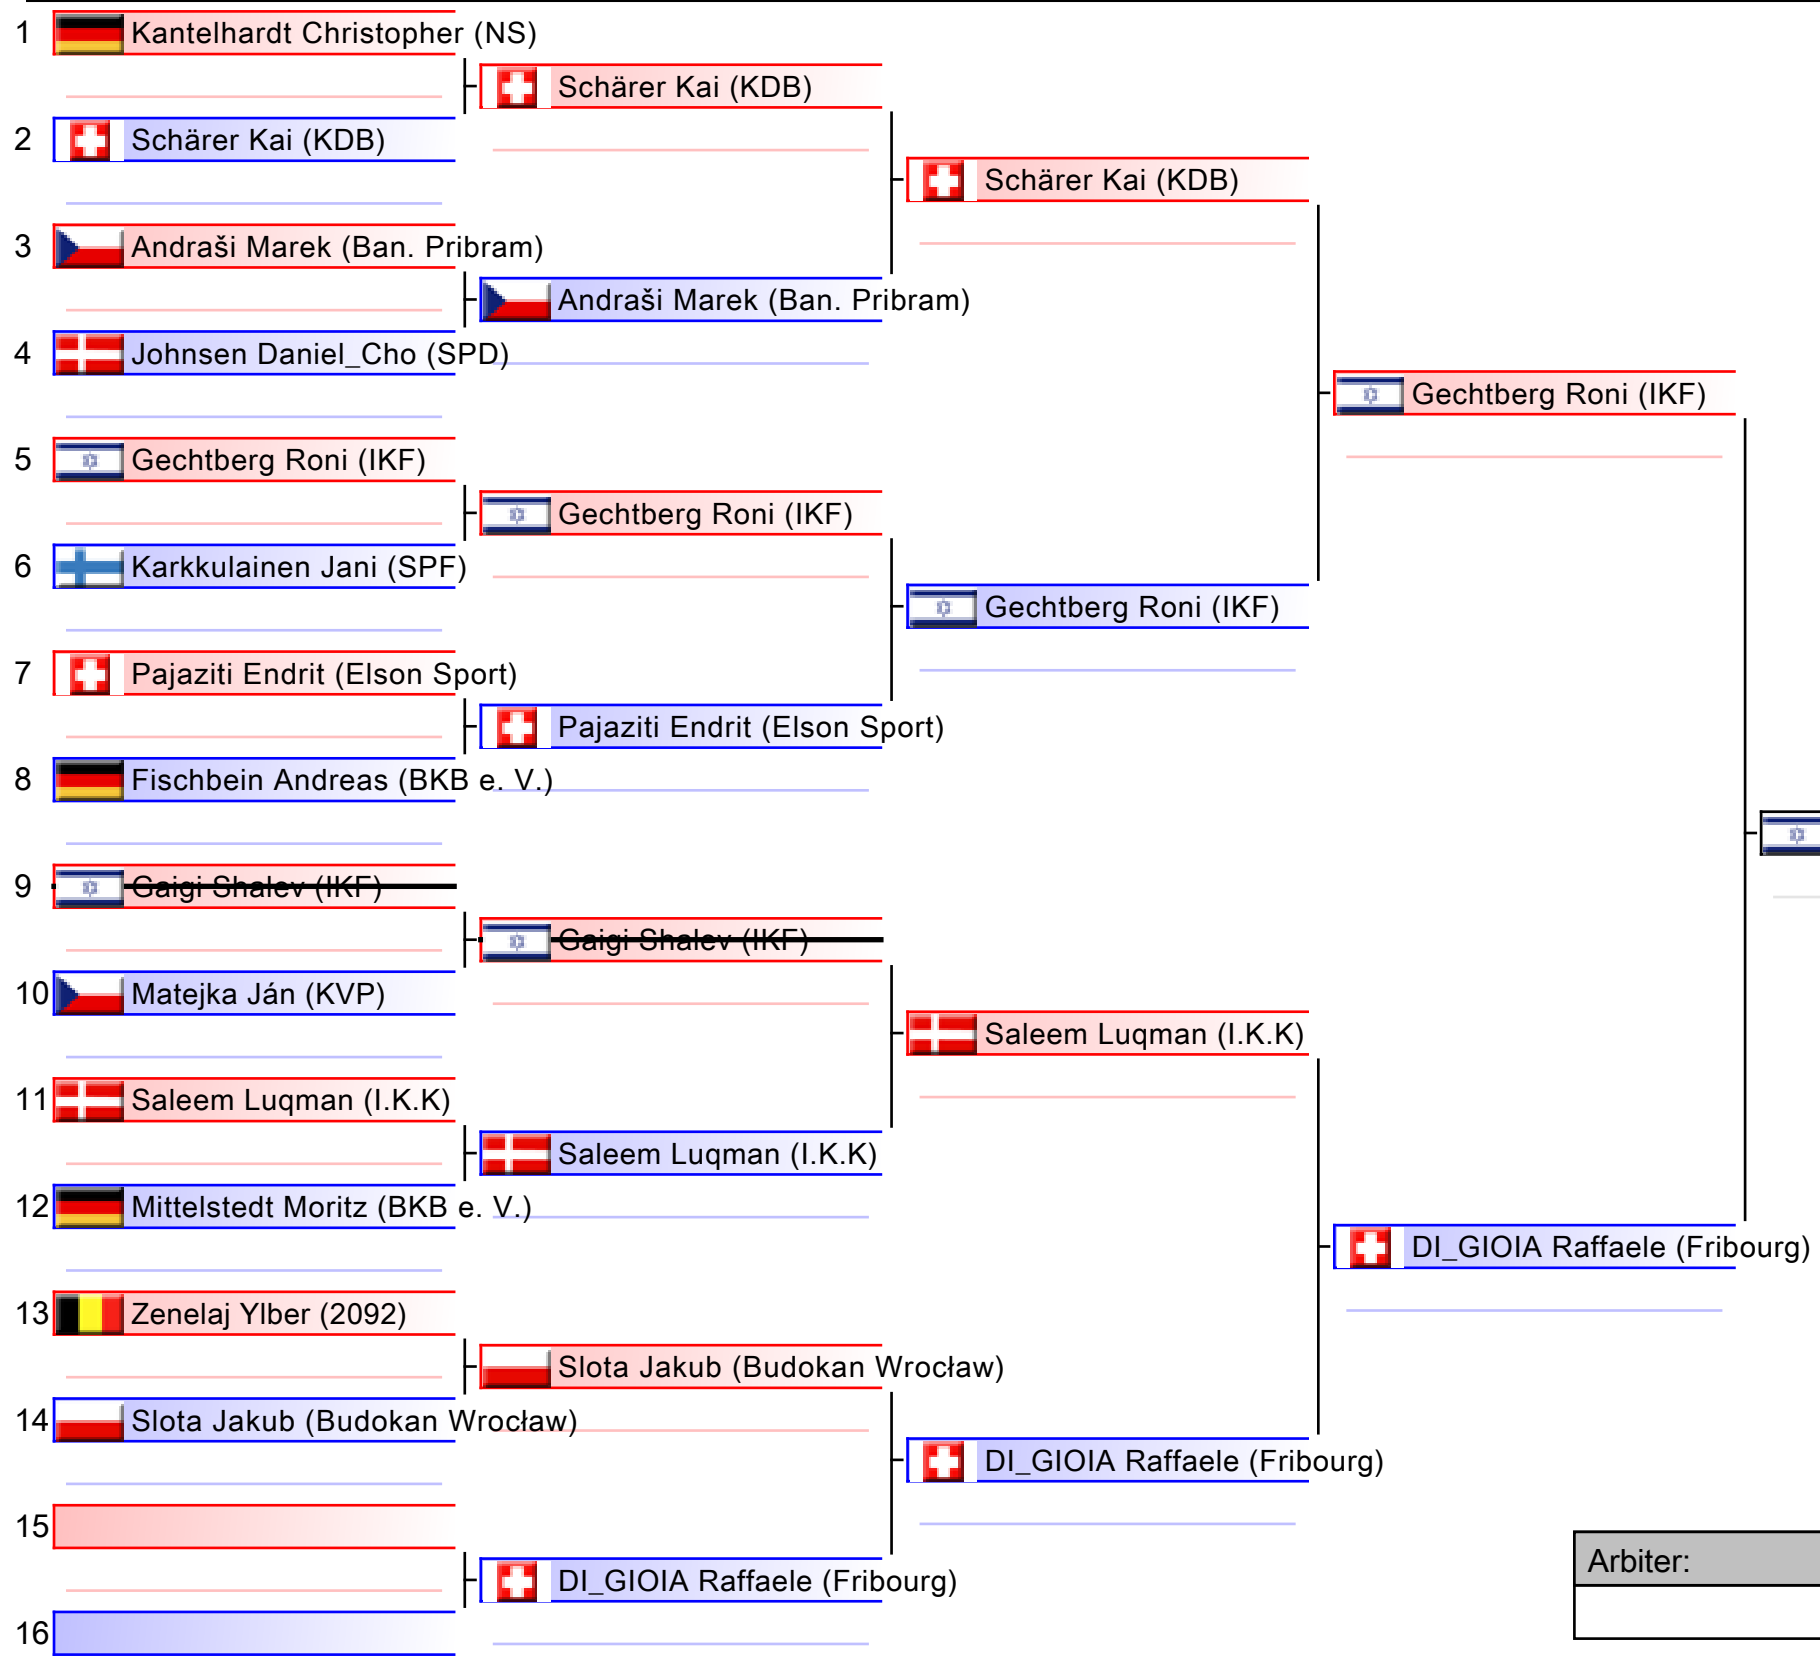 1 Kantelhardt Christopher (NS)
Schärer Kai (KDB)
2 Schärer Kai (KDB)
Schärer Kai (KDB)
3 Andraši Marek (Ban. Pribram)
Andraši Marek (Ban. Pribram)
4 Johnsen Daniel_Cho (SPD)
Gechtberg Roni (IKF)
5 Gechtberg Roni (IKF)
Gechtberg Roni (IKF)
6 Karkkulainen Jani (SPF)
Gechtberg Roni (IKF)
7 Pajaziti Endrit (Elson Sport)
Pajaziti Endrit (Elson Sport)
8 Fischbein Andreas (BKB e. V.)
9 Gaigi Shalev (IKF)
Gaigi Shalev (IKF)
10 Matejka Ján (KVP)
Saleem Luqman (I.K.K)
11 Saleem Luqman (I.K.K)
Saleem Luqman (I.K.K)
12 Mittelstedt Moritz (BKB e. V.)
DI_GIOIA Raffaele (Fribourg)
13 Zenelaj Ylber (2092)
Slota Jakub (Budokan Wrocław)
14 Slota Jakub (Budokan Wrocław)
DI_GIOIA Raffaele (Fribourg)
15
Arbiter:
DI_GIOIA Raffaele (Fribourg)
16